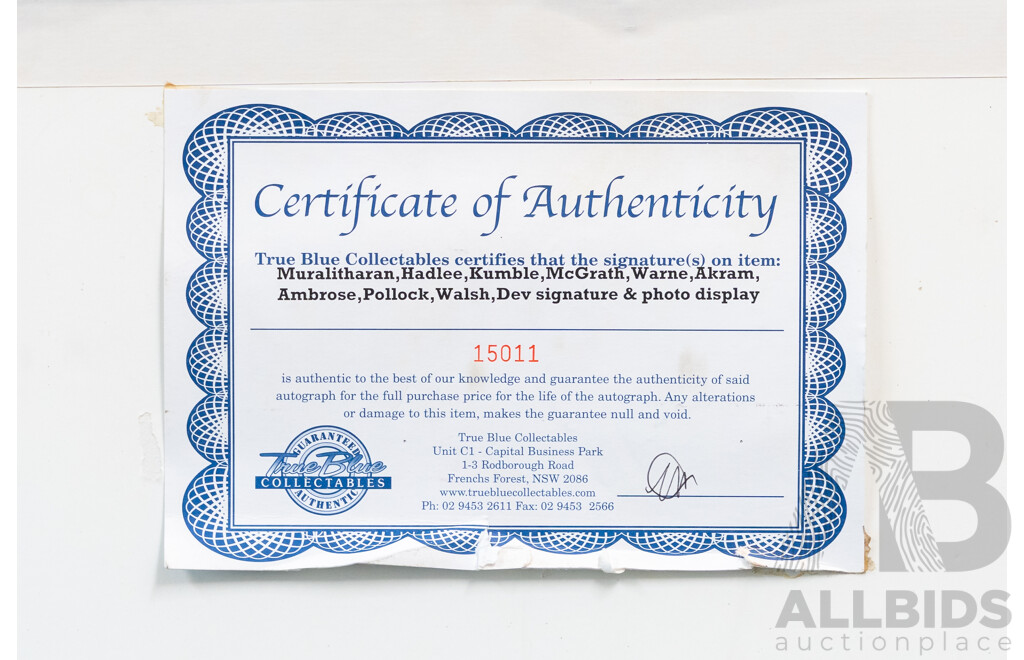 Certificate of Authenticity
True Blue Collectables certifies that the signature(s) on item:
Muralitharan,Hadlee,Kumble,McGrath,Warne,Akram,
Ambrose,Pollock,Walsh,Dev signature & photo display
15011
is authentic to the best of our knowledge and guarantee the authenticity of said
autograph for the full purchase price for the life of the autograph. Any alterations
or damage to this item, makes the guarantee null and void.
GUARANTEED
True Blue
COLLECTABLES
AUTHENTIC
True Blue Collectables
Unit C1 - Capital Business Park
1-3 Rodborough Road
Frenchs Forest, NSW 2086
www.truebluecollectables.com
Ph: 02 9453 2611 Fax: 02 9453 2566
AB
ALLBIDS
auctionplace